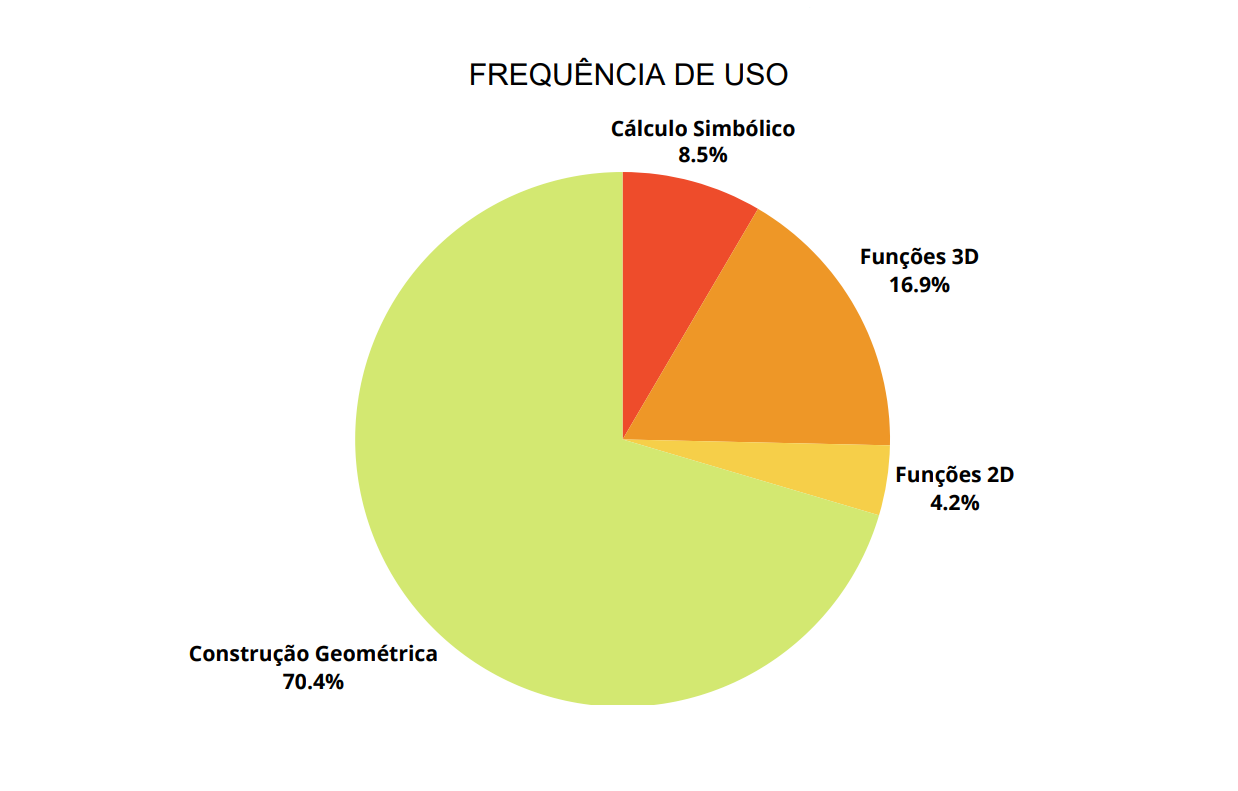 FREQUÊNCIA DE USO
Cálculo Simbólico
8.5%
Funções 3D
16.9%
Funções 2D
4.2%
Construção Geométrica
70.4%